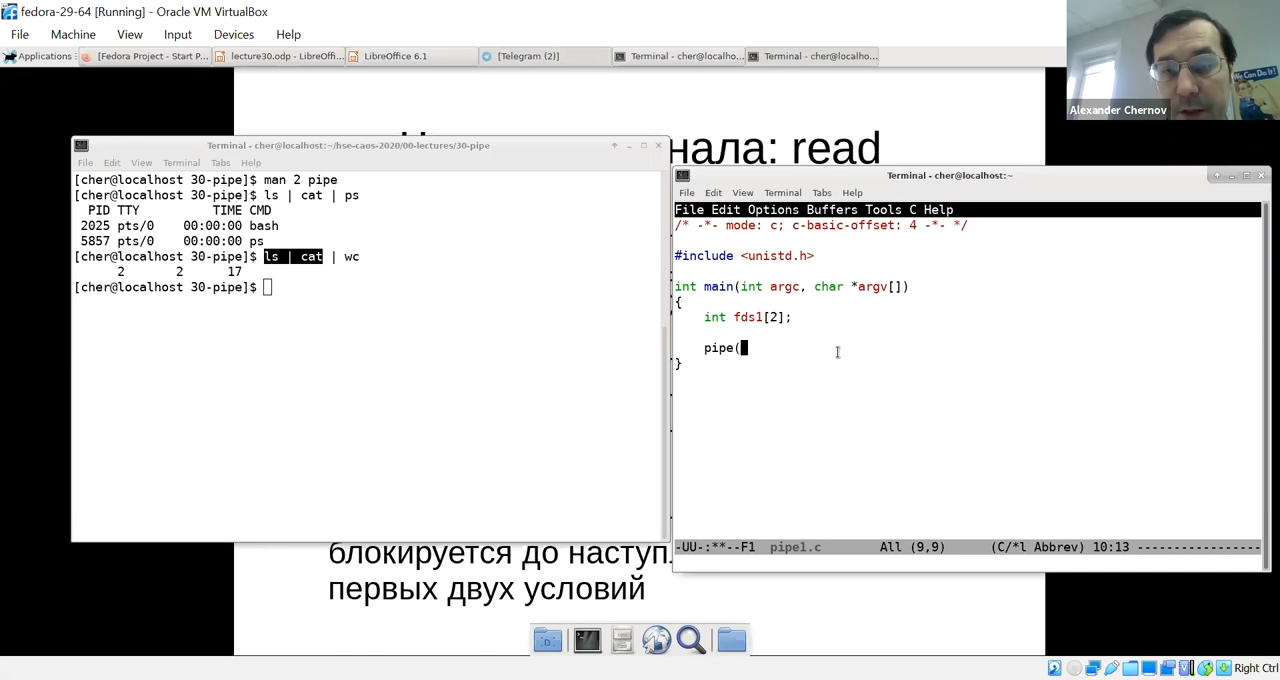 fedora-29-64 [Running] - Oracle VM VirtualBox
File Machine View Input Devices Help
Applications [Fedora Project - Start P... lecture30.odp - LibreOffi... LibreOffice 6.1 [Telegram (2)] Terminal - cher@localho... Terminal - cher@localho...
We Can Do It!
Alexander Chernov
нала: read
Terminal - cher@localhost:~/hse-caos-2020/00-lectures/30-pipe
File Edit View Terminal Tabs Help
[cher@localhost 30-pipe]$ man 2 pipe
[cher@localhost 30-pipe]$ ls | cat | ps
PID TTY TIME CMD
2025 pts/0 00:00:00 bash
5857 pts/0 00:00:00 ps
[cher@localhost 30-pipe]$ ls | cat | wc
2 2 17
[cher@localhost 30-pipe]$
Terminal - cher@localhost:~
File Edit View Terminal Tabs Help
File Edit Options Buffers Tools C Help
/* -*- mode: c; c-basic-offset: 4 -*- */
#include <unistd.h>
int main(int argc, char *argv[])
{
int fds1[2];
pipe(
}
-UU-:**--F1 pipe1.c All (9,9) (C/*l Abbrev) 10:13 -----------------
блокируется до наступл
первых двух условий
Right Ctrl